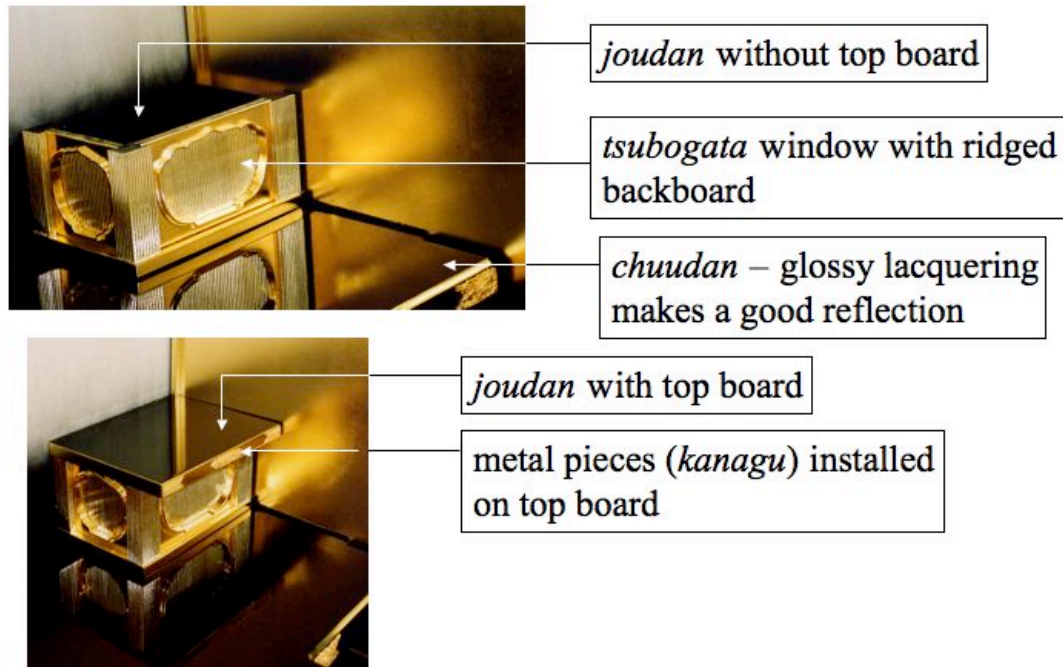 joudan without top board
tsubogata window with ridged
backboard
chuudan – glossy lacquering
makes a good reflection
joudan with top board
metal pieces (kanagu) installed
on top board